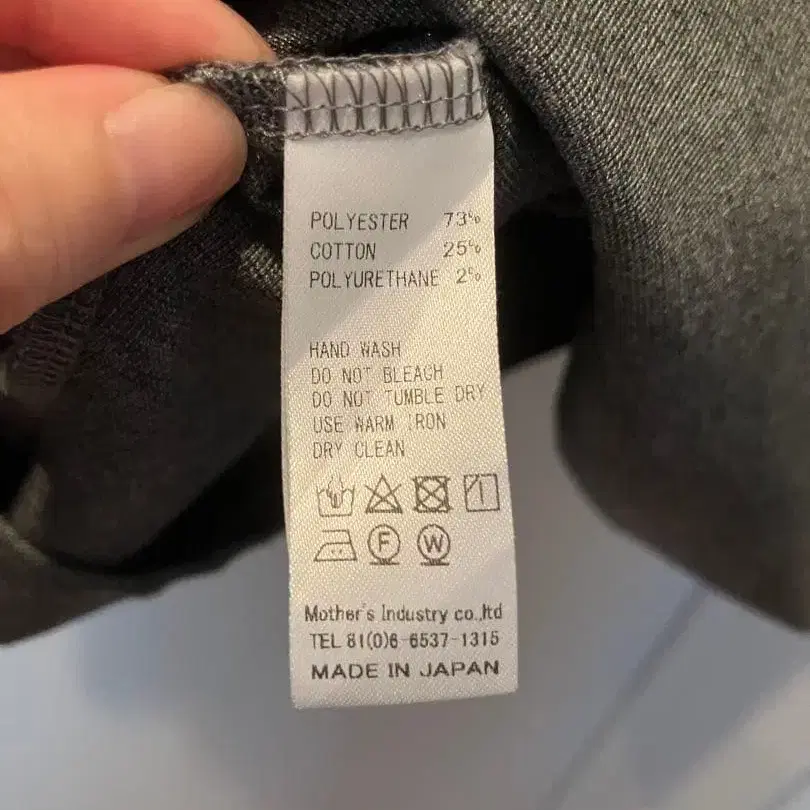 POLYESTER 73%
COTTON 25%
POLYURETHANE 2%
HAND WASH
DO NOT BLEACH
DO NOT TUMBLE DRY
USE WARM IRON
DRY CLEAN
F W
Mother's Industry co.,ltd
TEL 81(0)6-6537-1315
MADE IN JAPAN